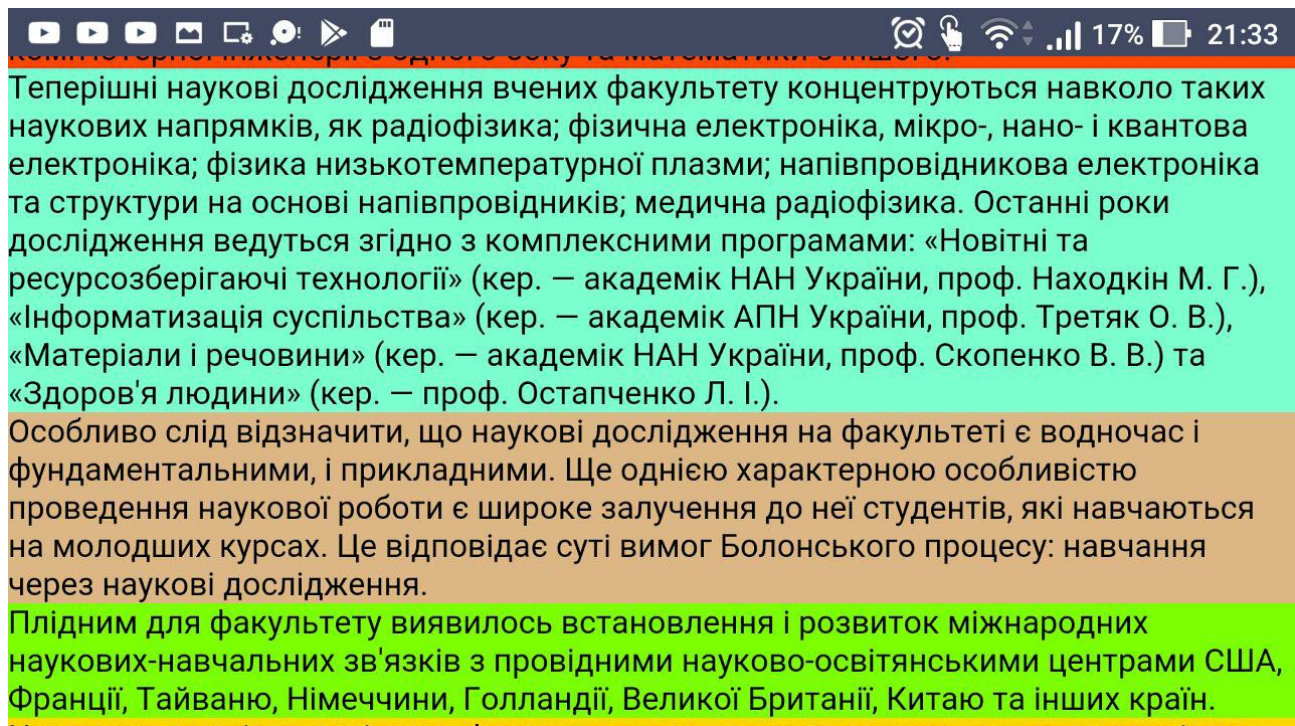 17% 21:33
Теперішні наукові дослідження вчених факультету концентруються навколо таких
наукових напрямків, як радіофізика; фізична електроніка, мікро-, нано- і квантова
електроніка; фізика низькотемпературної плазми; напівпровідникова електроніка
та структури на основі напівпровідників; медична радіофізика. Останні роки
дослідження ведуться згідно з комплексними програмами: «Новітні та
ресурсозберігаючі технології» (кер. — академік НАН України, проф. Находкін М. Г.),
«Інформатизація суспільства» (кер. — академік АПН України, проф. Третяк О. В.),
«Матеріали і речовини» (кер. — академік НАН України, проф. Скопенко В. В.) та
«Здоров'я людини» (кер. — проф. Остапченко Л. І.).
Особливо слід відзначити, що наукові дослідження на факультеті є водночас і
фундаментальними, і прикладними. Ще однією характерною особливістю
проведення наукової роботи є широке залучення до неї студентів, які навчаються
на молодших курсах. Це відповідає суті вимог Болонського процесу: навчання
через наукові дослідження.
Плідним для факультету виявилось встановлення і розвиток міжнародних
наукових-навчальних зв'язків з провідними науково-освітянськими центрами США,
Франції, Тайваню, Німеччини, Голландії, Великої Британії, Китаю та інших країн.